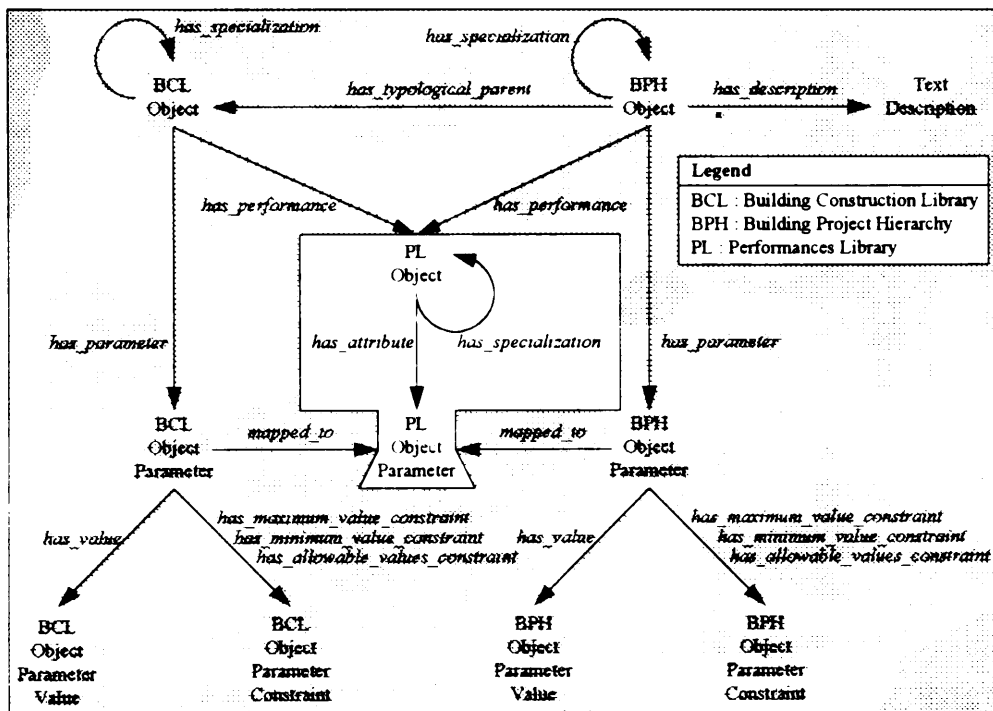 has_specialization
has_specialization
BCL
Object
has_typological_parent
BPH
Object
has_description
Text
Description
Legend
BCL : Building Construction Library
BPH : Building Project Hierarchy
PL : Performances Library
has_performance
has_performance
PL
Object
has_attribute
has_specialization
has_parameter
has_parameter
BCL
Object
Parameter
mapped_to
PL
Object
Parameter
mapped_to
BPH
Object
Parameter
has_value
has_maximum_value_constraint
has_minimum_value_constraint
has_allowable_values_constraint
has_value
has_maximum_value_constraint
has_minimum_value_constraint
has_allowable_values_constraint
BCL
Object
Parameter
Value
BCL
Object
Parameter
Constraint
BPH
Object
Parameter
Value
BPH
Object
Parameter
Constraint